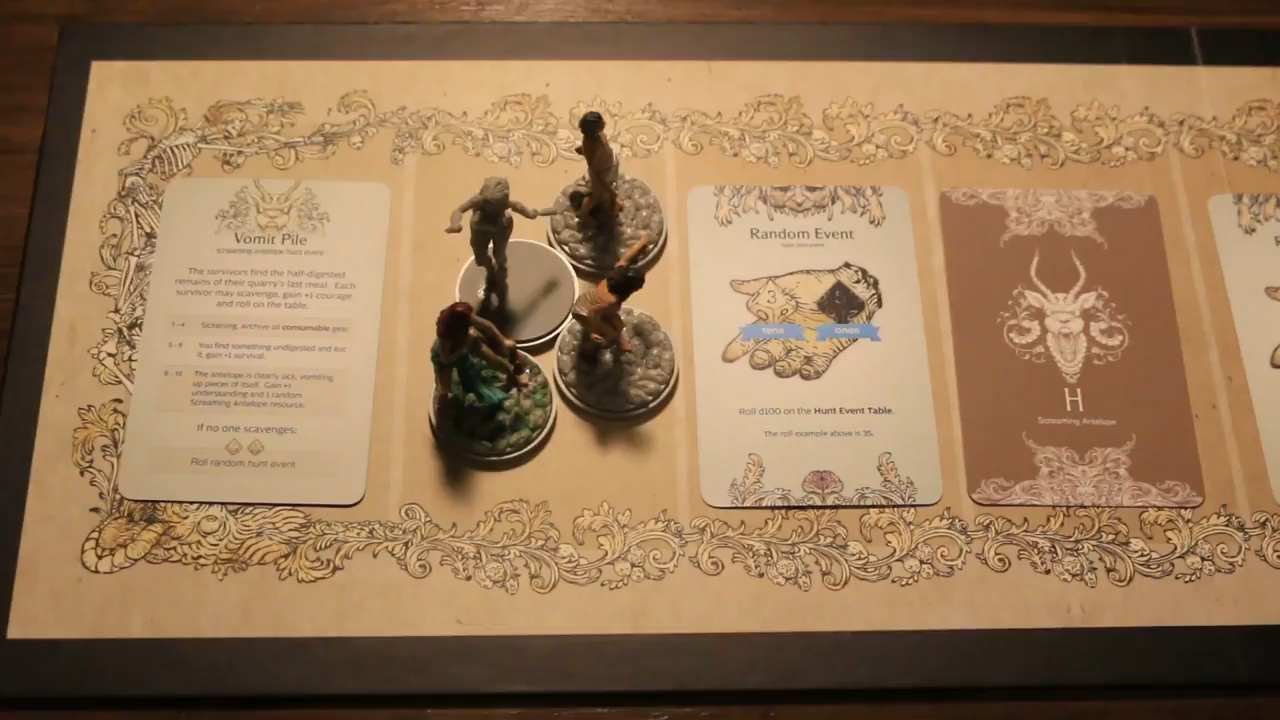 Vomit Pile
Screaming antelope hunt event
The survivors find the half-digested
remains of their quarry's last meal. Each
survivor may scavenge, gain +1 courage
and roll on the table.
1 - 4 Sickening. Archive all consumable gear.
5 - 8 You find something undigested and eat
it, gain +1 survival.
9 - 10 The antelope is clearly sick, vomiting
up pieces of itself. Gain +1
understanding and 1 random
Screaming Antelope resource.
If no one scavenges:
Roll random hunt event
Random Event
3
5
tens
ones
Roll d100 on the Hunt Event Table.
The roll example above is 35.
H
Screaming Antelope